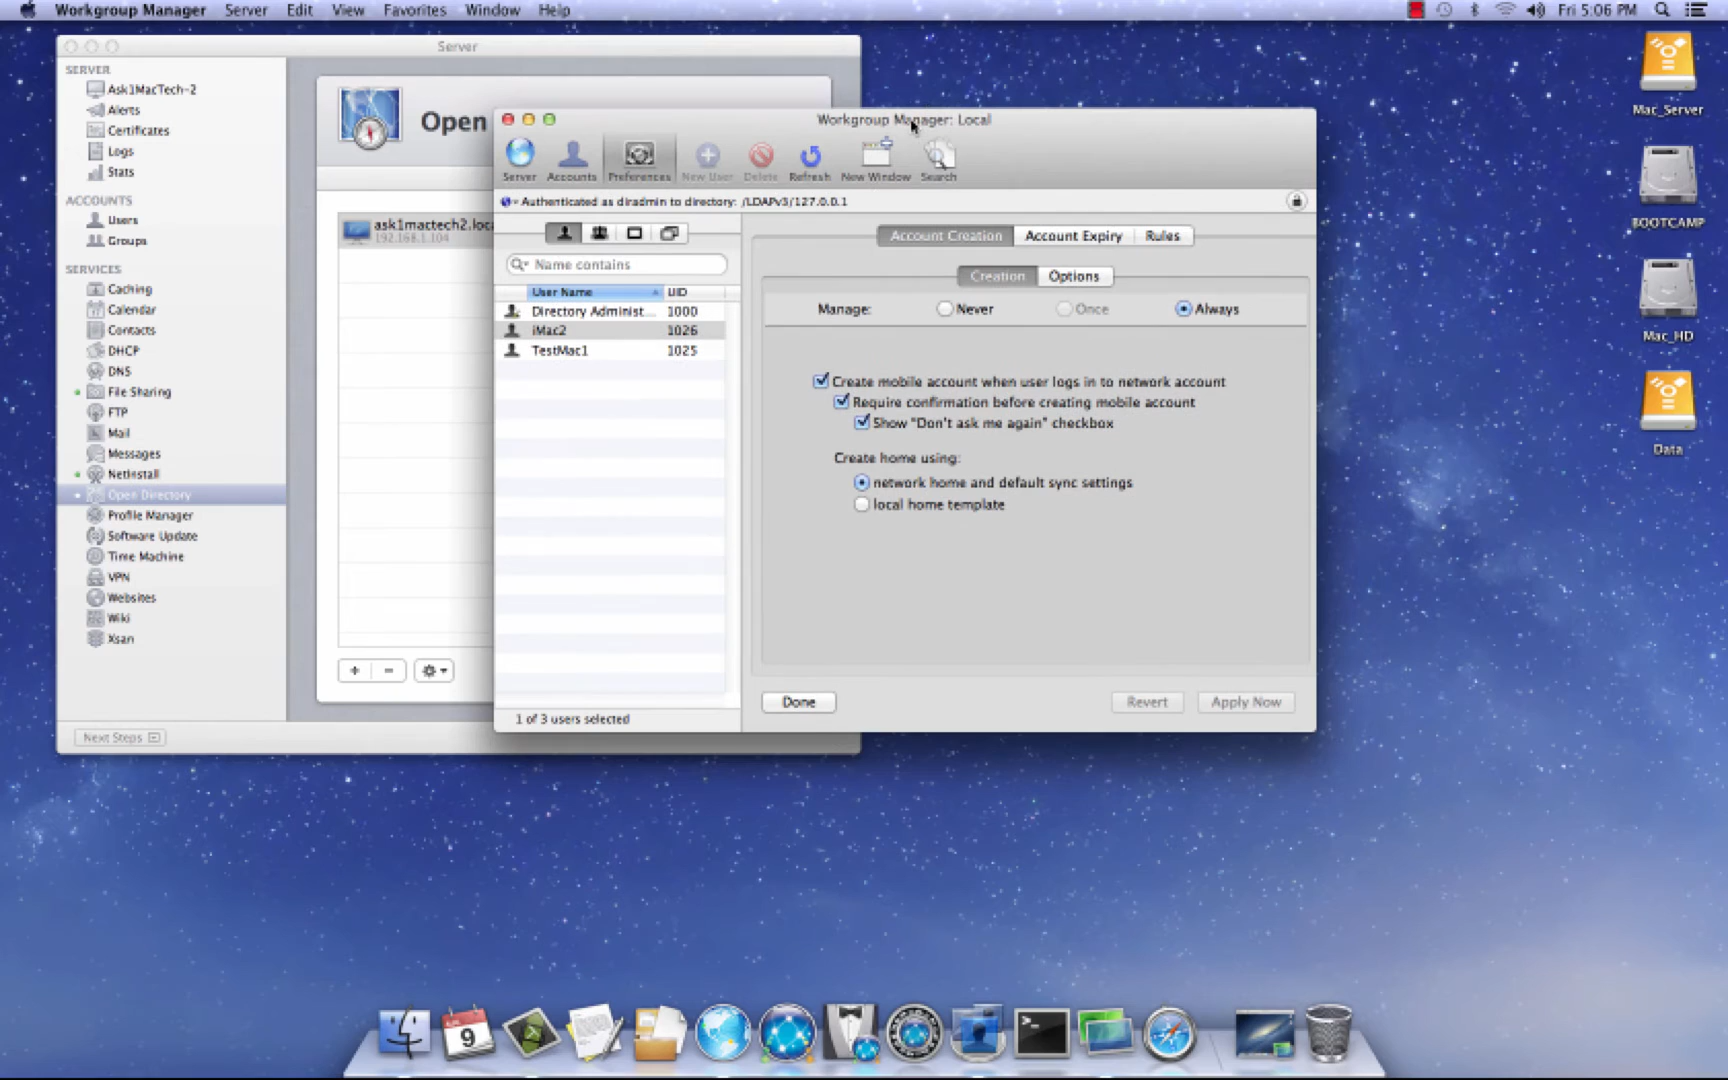 Workgroup Manager Server Edit View Favorites Window Help Fri 5:06 PM
Server
SERVER
Ask1MacTech-2
Alerts
Certificates
Logs
Stats
ACCOUNTS
Users
Groups
SERVICES
Caching
Calendar
Contacts
DHCP
DNS
File Sharing
FTP
Mail
Messages
NetInstall
Open Directory
Profile Manager
Software Update
Time Machine
VPN
Websites
Wiki
Xsan
Next Steps
Open
ask1mactech2.loc
192.168.1.104
Workgroup Manager: Local
Server Accounts Preferences New User Delete Refresh New Window Search
Authenticated as diradmin to directory: /LDAPv3/127.0.0.1
Name contains
User Name UID
Directory Administ... 1000
iMac2 1026
TestMac1 1025
1 of 3 users selected
Account Creation Account Expiry Rules
Creation Options
Manage: Never Once Always
Create mobile account when user logs in to network account
Require confirmation before creating mobile account
Show "Don't ask me again" checkbox
Create home using:
network home and default sync settings
local home template
Done Revert Apply Now
Mac_Server
BOOTCAMP
Mac_HD
Data
9